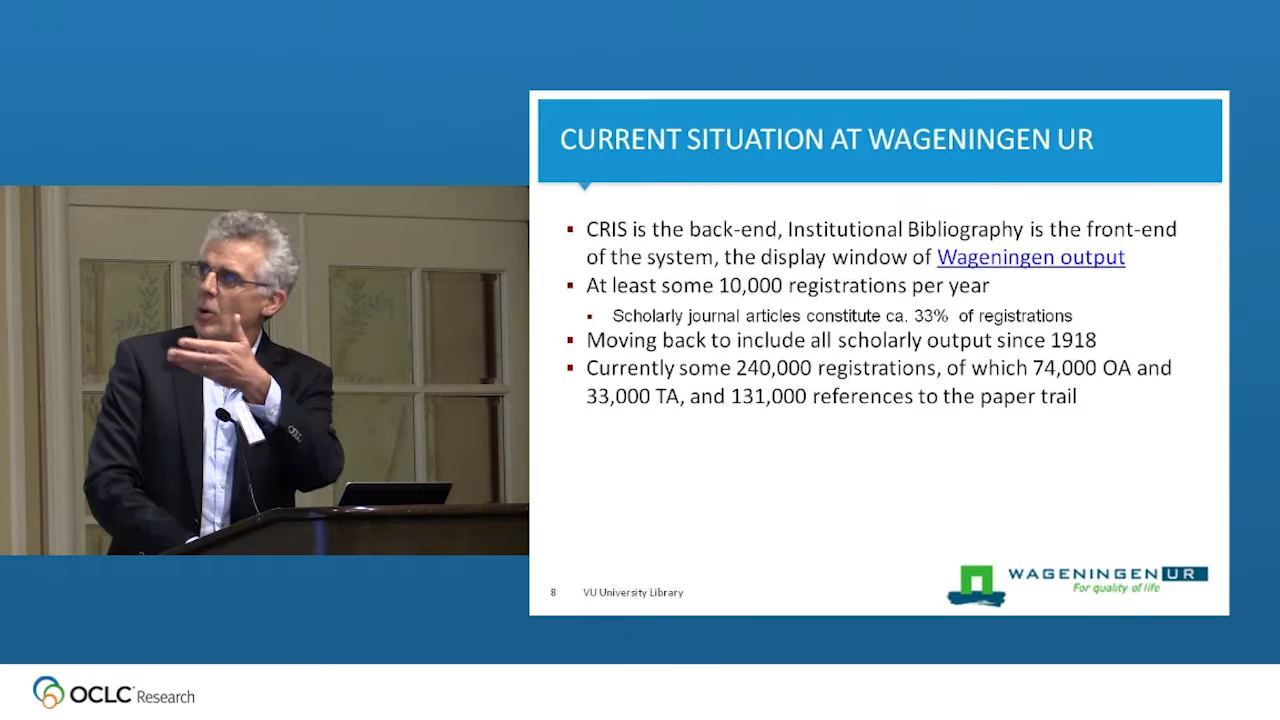 CURRENT SITUATION AT WAGENINGEN UR
▪ CRIS is the back-end, Institutional Bibliography is the front-end
of the system, the display window of Wageningen output
▪ At least some 10,000 registrations per year
▪ Scholarly journal articles constitute ca. 33% of registrations
▪ Moving back to include all scholarly output since 1918
▪ Currently some 240,000 registrations, of which 74,000 OA and
33,000 TA, and 131,000 references to the paper trail
8 VU University Library
WAGENINGEN UR
For quality of life
OCLC Research